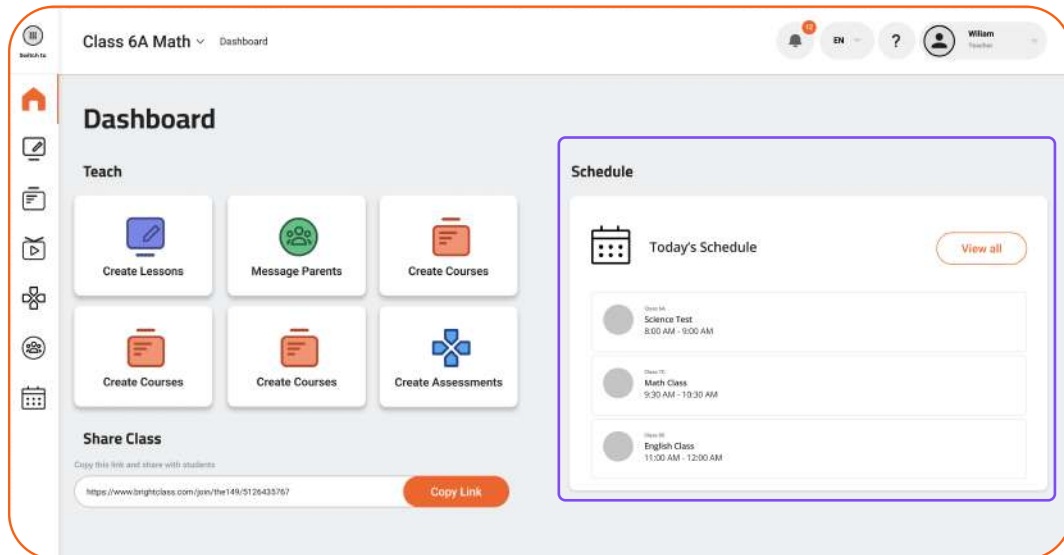 Switch to
Class 6A Math
Dashboard
12
EN
?
Wiliam
Teacher
Dashboard
Teach
Create Lessons
Message Parents
Create Courses
Create Courses
Create Courses
Create Assessments
Share Class
Copy this link and share with students
https://www.brightclass.com/join/the149/5126435767
Copy Link
Schedule
Today's Schedule
View all
Science Test
8:00 AM - 9:00 AM
Math Class
9:30 AM - 10:30 AM
English Class
11:00 AM - 12:00 AM